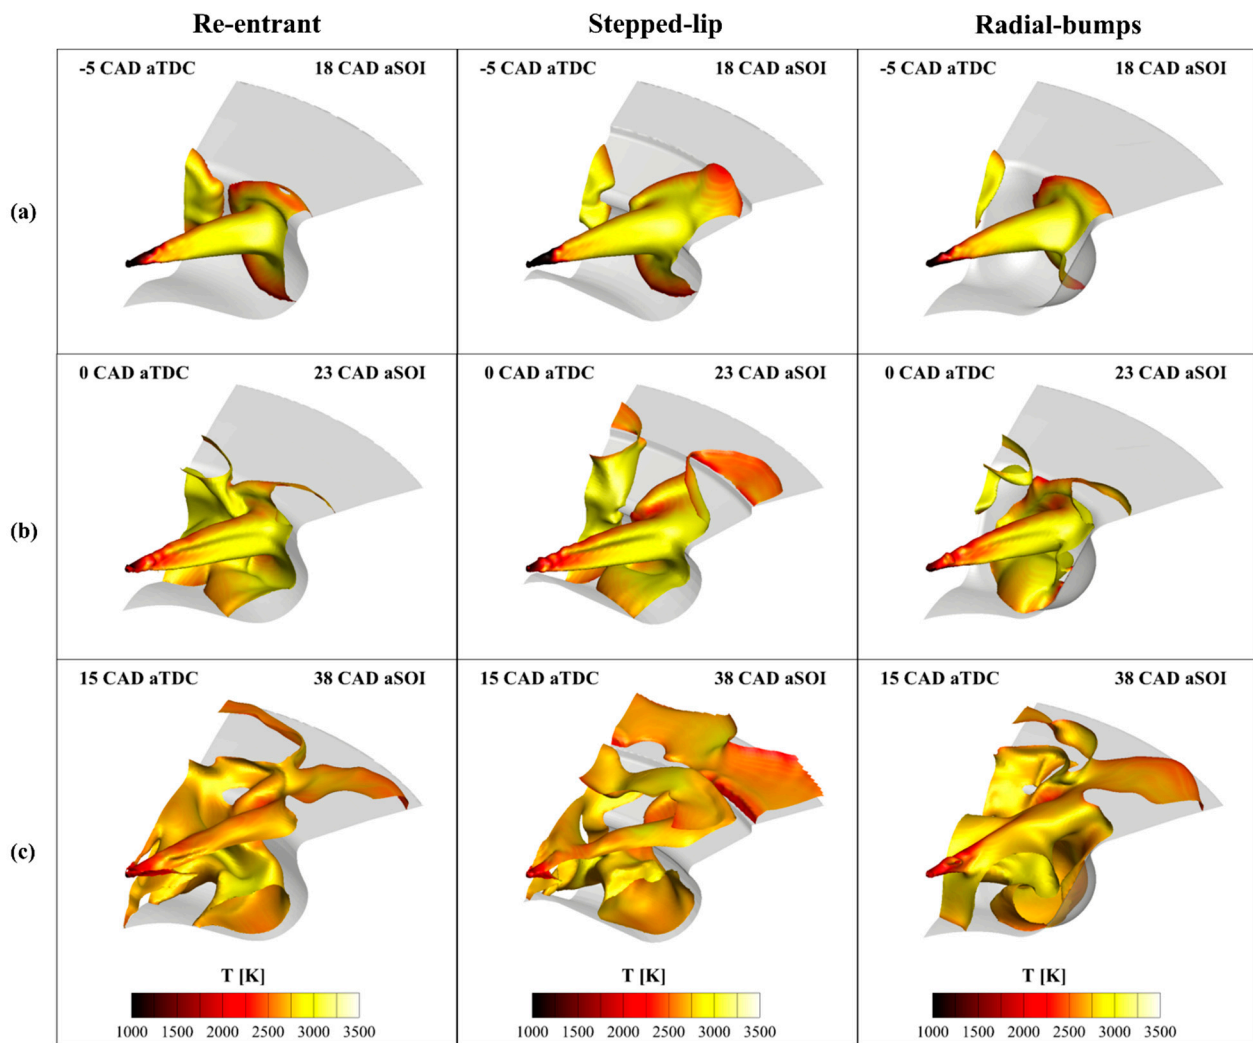 Re-entrant Stepped-lip Radial-bumps
(a)
-5 CAD aTDC 18 CAD aSOI -5 CAD aTDC 18 CAD aSOI -5 CAD aTDC 18 CAD aSOI
(b)
0 CAD aTDC 23 CAD aSOI 0 CAD aTDC 23 CAD aSOI 0 CAD aTDC 23 CAD aSOI
(c)
15 CAD aTDC 38 CAD aSOI 15 CAD aTDC 38 CAD aSOI 15 CAD aTDC 38 CAD aSOI
T [K] T [K] T [K]
1000 1500 2000 2500 3000 3500 1000 1500 2000 2500 3000 3500 1000 1500 2000 2500 3000 3500